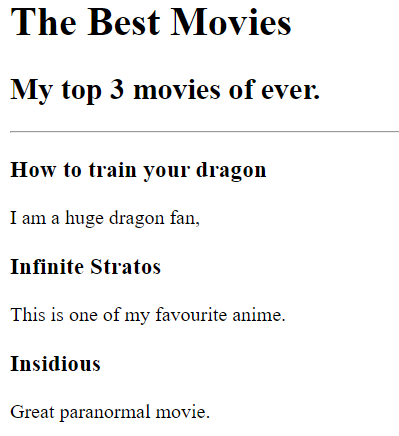 The Best Movies
My top 3 movies of ever.
How to train your dragon
I am a huge dragon fan,
Infinite Stratos
This is one of my favourite anime.
Insidious
Great paranormal movie.